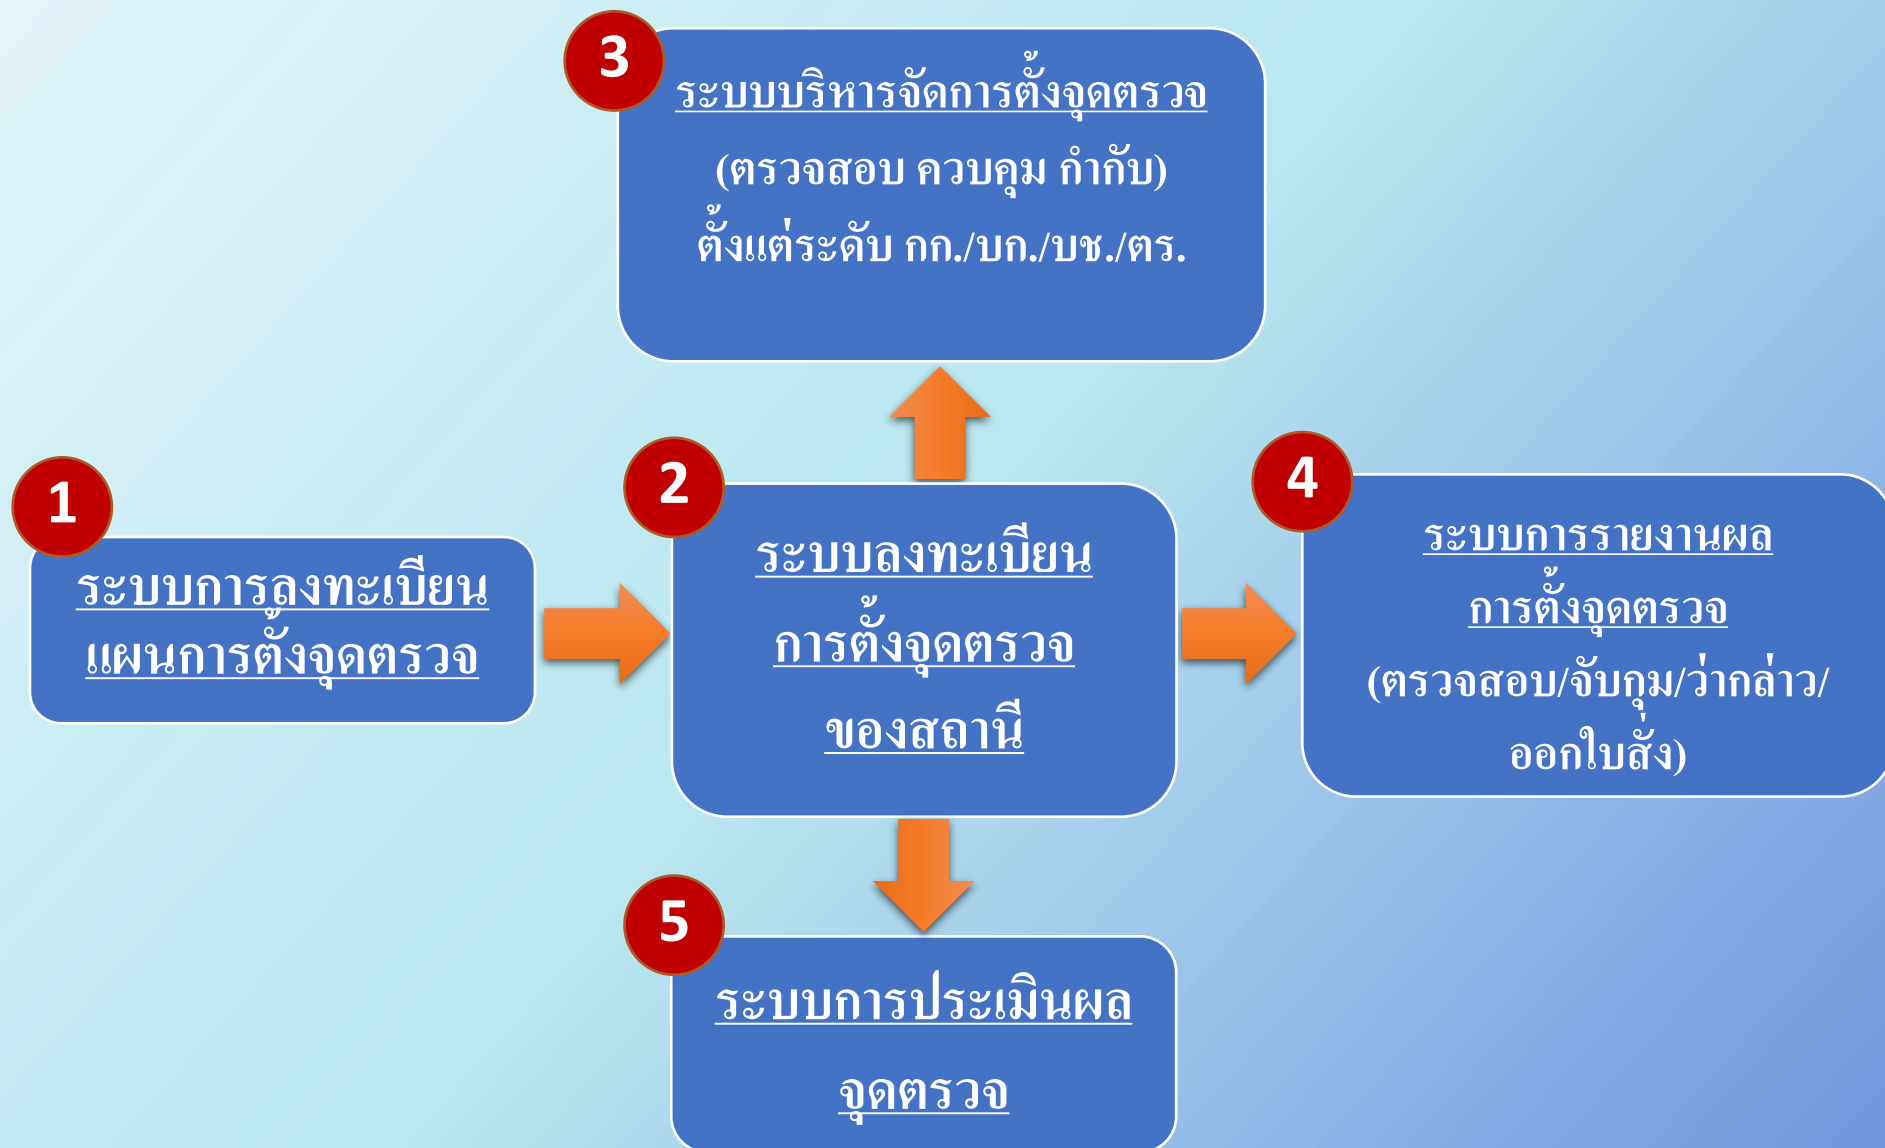 3
ระบบบริหารจัดการตั้งจุดตรวจ
(ตรวจสอบ ควบคุม กำกับ)
ตั้งแต่ระดับ กก./บก./บช./ตร.
1
ระบบการลงทะเบียน
แผนการตั้งจุดตรวจ
2
ระบบลงทะเบียน
การตั้งจุดตรวจ
ของสถานี
4
ระบบการรายงานผล
การตั้งจุดตรวจ
(ตรวจสอบ/จับกุม/ว่ากล่าว/
ออกใบสั่ง)
5
ระบบการประเมินผล
จุดตรวจ